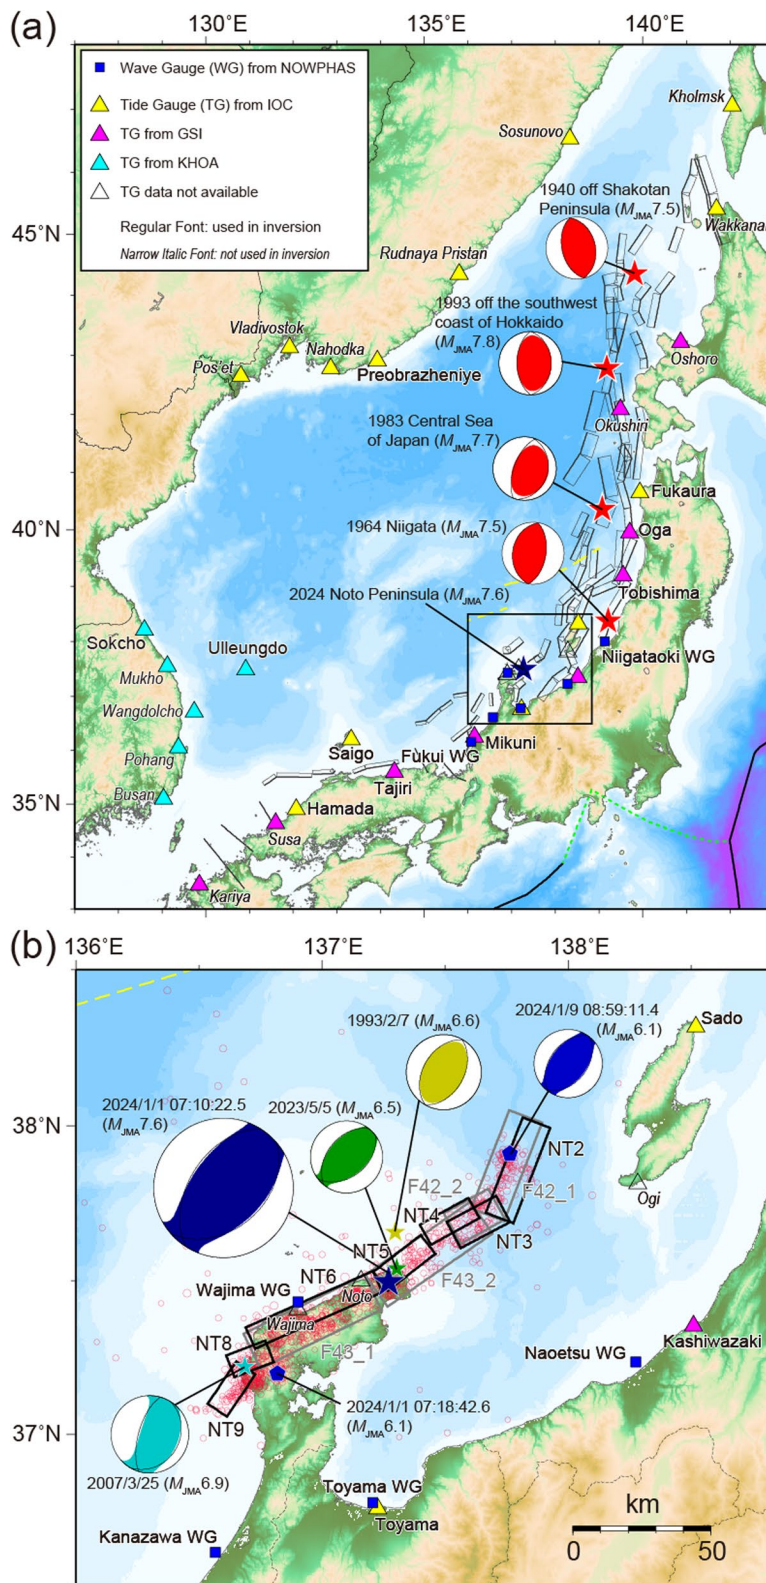 (a)
130°E
135°E
140°E
Wave Gauge (WG) from NOWPHAS
Tide Gauge (TG) from IOC
TG from GSI
TG from KHOA
TG data not available
Regular Font: used in inversion
Narrow Italic Font: not used in inversion
Kholmsk
Sosunovo
45°N
1940 off Shakotan
Peninsula (MJMA7.5)
Wakkanai
Rudnaya Pristan
1993 off the southwest
coast of Hokkaido
(MJMA7.8)
Vladivostok
Nahodka
Pos'et
Preobrazheniye
Oshoro
Okushiri
1983 Central Sea
of Japan (MJMA7.7)
Fukaura
40°N
1964 Niigata (MJMA7.5)
Oga
2024 Noto Peninsula (MJMA7.6)
Tobishima
Sokcho
Ulleungdo
Niigataoki WG
Mukho
Wangdolcho
Pohang
Saigo
Fukui WG
Mikuni
Busan
Tajiri
35°N
Hamada
Susa
Kariya
(b)
136°E
137°E
138°E
1993/2/7 (MJMA6.6)
2024/1/9 08:59:11.4
(MJMA6.1)
Sado
2024/1/1 07:10:22.5
(MJMA7.6)
2023/5/5 (MJMA6.5)
38°N
NT2
F42_2
F42_1
Ogi
NT4
NT3
NT5
NT6
F43_2
Wajima WG
Noto
Wajima
NT8
F43_1
Kashiwazaki
Naoetsu WG
2024/1/1 07:18:42.6
(MJMA6.1)
NT9
37°N
2007/3/25 (MJMA6.9)
Toyama WG
Toyama
km
Kanazawa WG
0
50